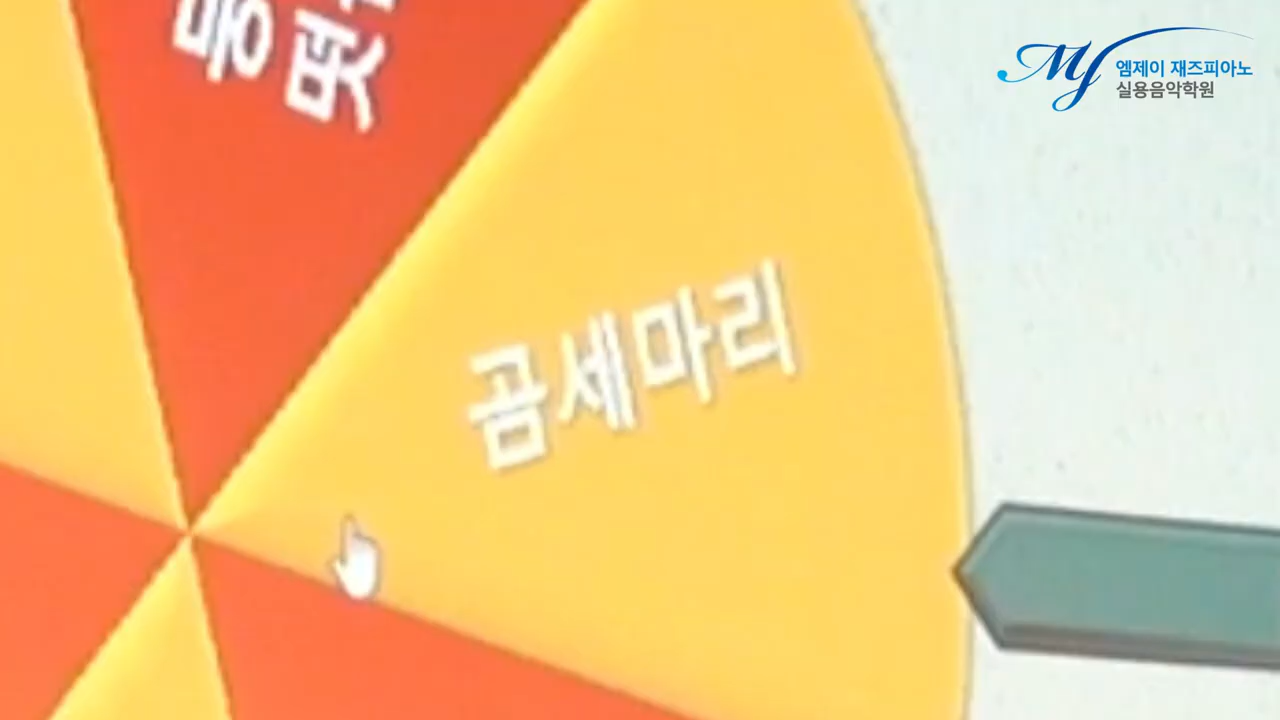 엠제이 재즈피아노
실용음악학원
곰세마리